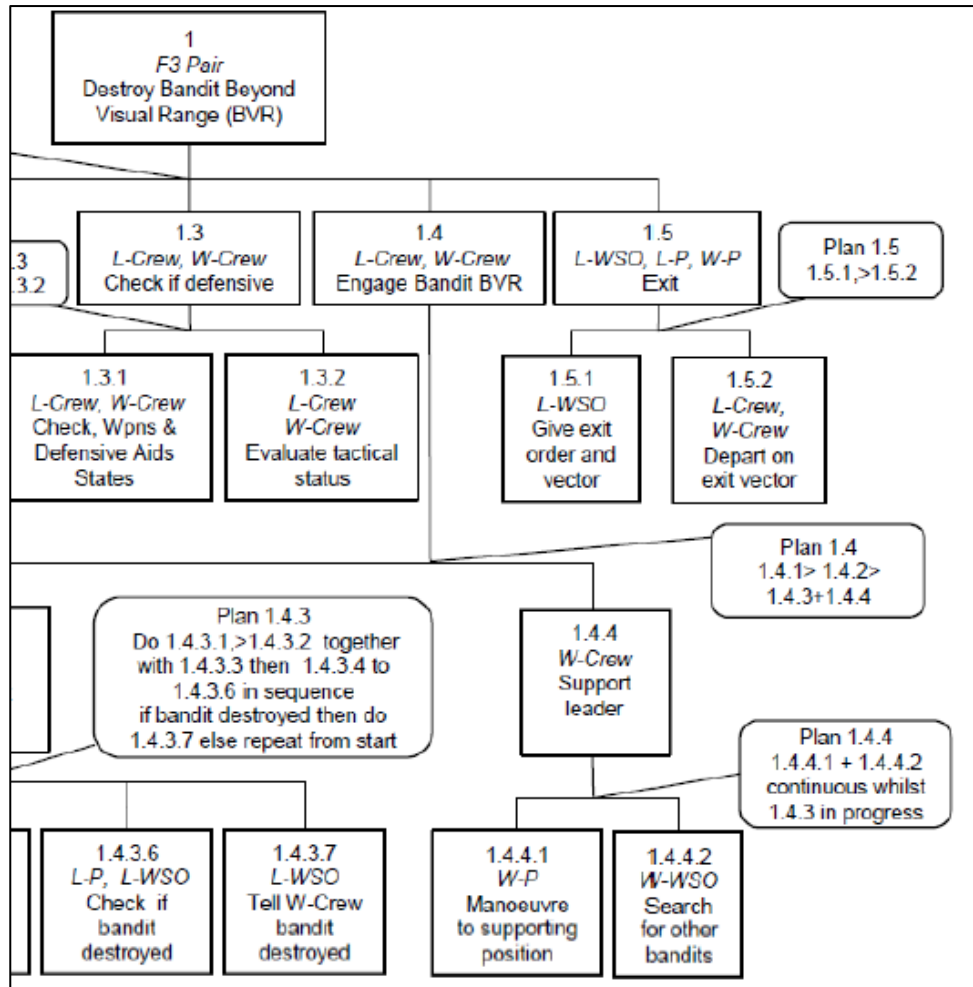 1
F3 Pair
Destroy Bandit Beyond
Visual Range (BVR)
.3
.3.2
1.3
L-Crew, W-Crew
Check if defensive
1.4
L-Crew, W-Crew
Engage Bandit BVR
1.5
L-WSO, L-P, W-P
Exit
Plan 1.5
1.5.1,>1.5.2
1.3.1
L-Crew, W-Crew
Check, Wpns &
Defensive Aids
States
1.3.2
L-Crew
W-Crew
Evaluate tactical
status
1.5.1
L-WSO
Give exit
order and
vector
1.5.2
L-Crew,
W-Crew
Depart on
exit vector
Plan 1.4
1.4.1> 1.4.2>
1.4.3+1.4.4
Plan 1.4.3
Do 1.4.3.1,>1.4.3.2 together
with 1.4.3.3 then 1.4.3.4 to
1.4.3.6 in sequence
if bandit destroyed then do
1.4.3.7 else repeat from start
1.4.4
W-Crew
Support
leader
Plan 1.4.4
1.4.4.1 + 1.4.4.2
continuous whilst
1.4.3 in progress
1.4.3.6
L-P, L-WSO
Check if
bandit
destroyed
1.4.3.7
L-WSO
Tell W-Crew
bandit
destroyed
1.4.4.1
W-P
Manoeuvre
to supporting
position
1.4.4.2
W-WSO
Search
for other
bandits